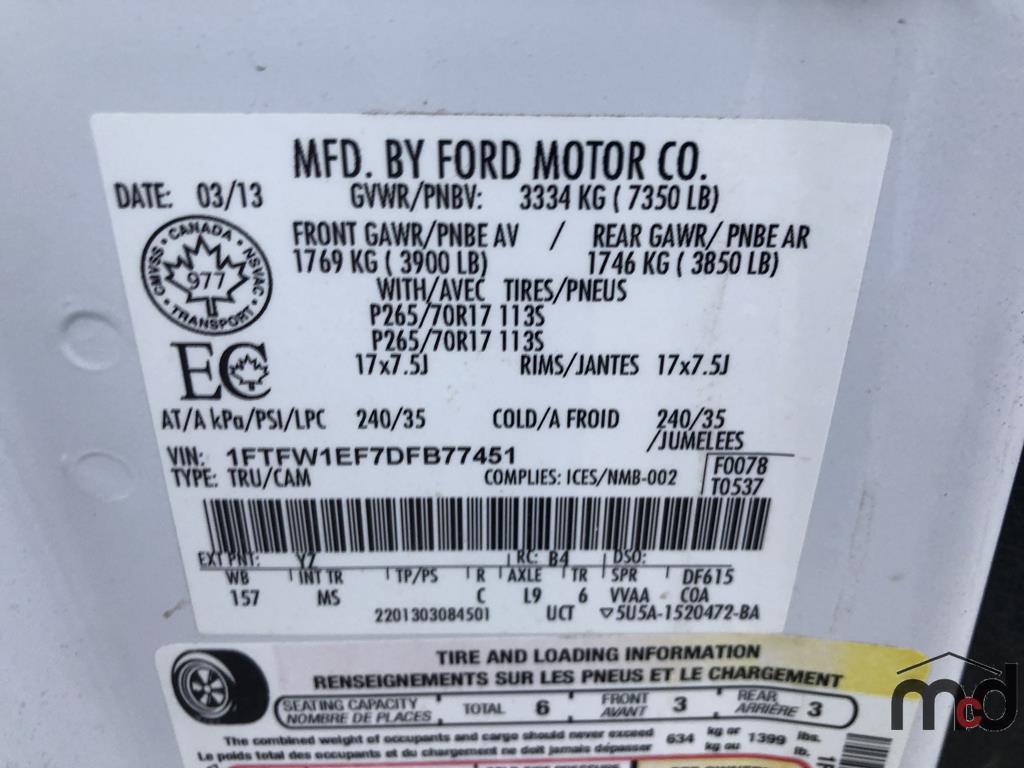 MFD. BY FORD MOTOR CO.
DATE: 03/13 GVWR/PNBV: 3334 KG ( 7350 LB)
FRONT GAWR/PNBE AV / REAR GAWR/ PNBE AR
1769 KG ( 3900 LB) 1746 KG ( 3850 LB)
WITH/AVEC TIRES/PNEUS
P265/70R17 113S
P265/70R17 113S
17x7.5J RIMS/JANTES 17x7.5J
CANADA
CMVSS NSVAC
977
TRANSPORT
EC
AT/A kPa/PSI/LPC 240/35 COLD/A FROID 240/35
/JUMELEES
VIN: 1FTFW1EF7DFB77451
TYPE: TRU/CAM COMPLIES: ICES/NMB-002
F0078
T0537
EXT PNT: YZ RC: B4 DSO:
WB INT TR TP/PS R AXLE TR SPR DF615
157 MS C L9 6 VVAA COA
2201303084501 UCT ▽5U5A-1520472-BA
TIRE AND LOADING INFORMATION
RENSEIGNEMENTS SUR LES PNEUS ET LE CHARGEMENT
SEATING CAPACITY TOTAL 6 FRONT 3 REAR 3
NOMBRE DE PLACES AVANT ARRIÈRE
The combined weight of occupants and cargo should never exceed 634 kg or 1399 lbs.
Le poids total des occupants et du chargement ne doit jamais dépasser kg ou lb.
mcd